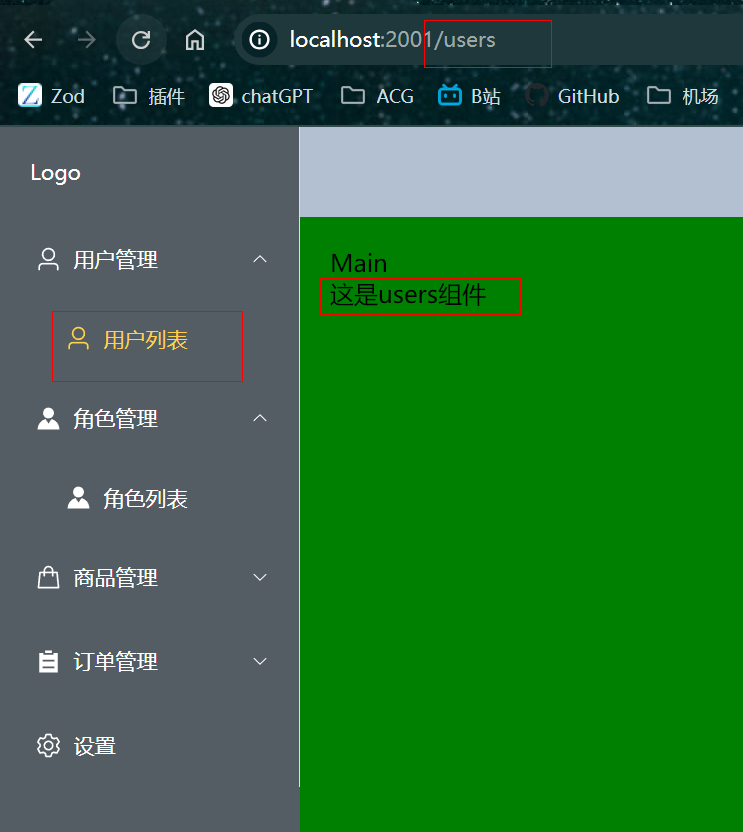 localhost:2001/users
Zod 插件 chatGPT ACG B站 GitHub 机场
Logo
用户管理
用户列表
角色管理
角色列表
商品管理
订单管理
设置
Main
这是users组件